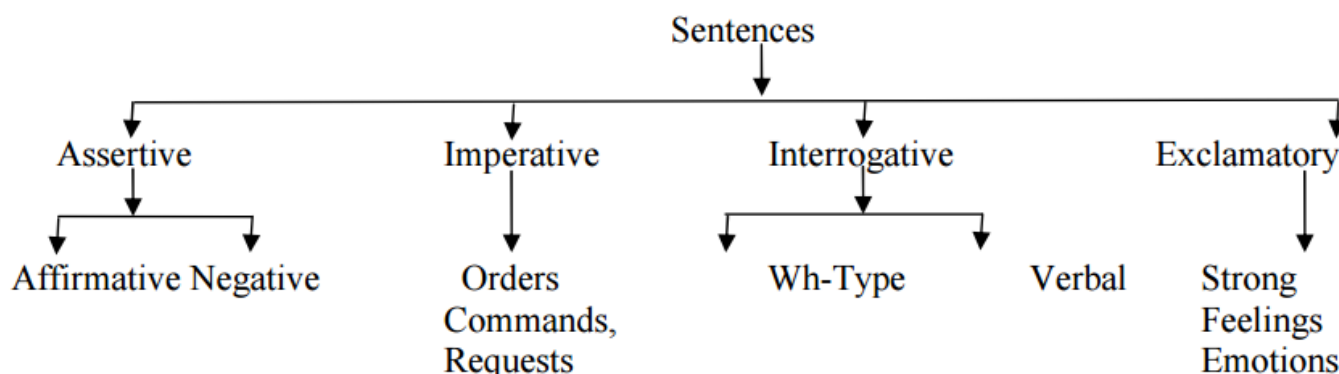 Sentences
Assertive Imperative Interrogative Exclamatory
Affirmative Negative Orders Wh-Type Verbal Strong
Commands, Feelings
Requests Emotions